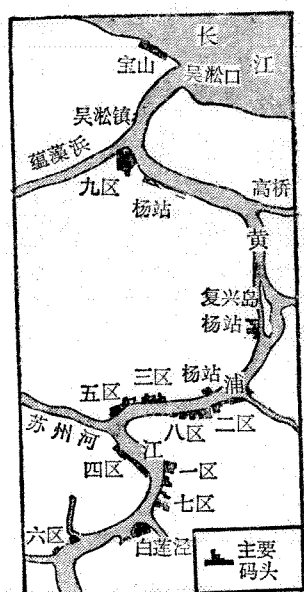 长
江
宝山
吴淞口
吴淞镇
蕴藻浜
九区
杨站
高桥
黄
复兴岛
杨站
杨站
浦
三区
五区
二区
八区
苏州河
江
四区
一区
七区
六区
白莲泾
主要
码头